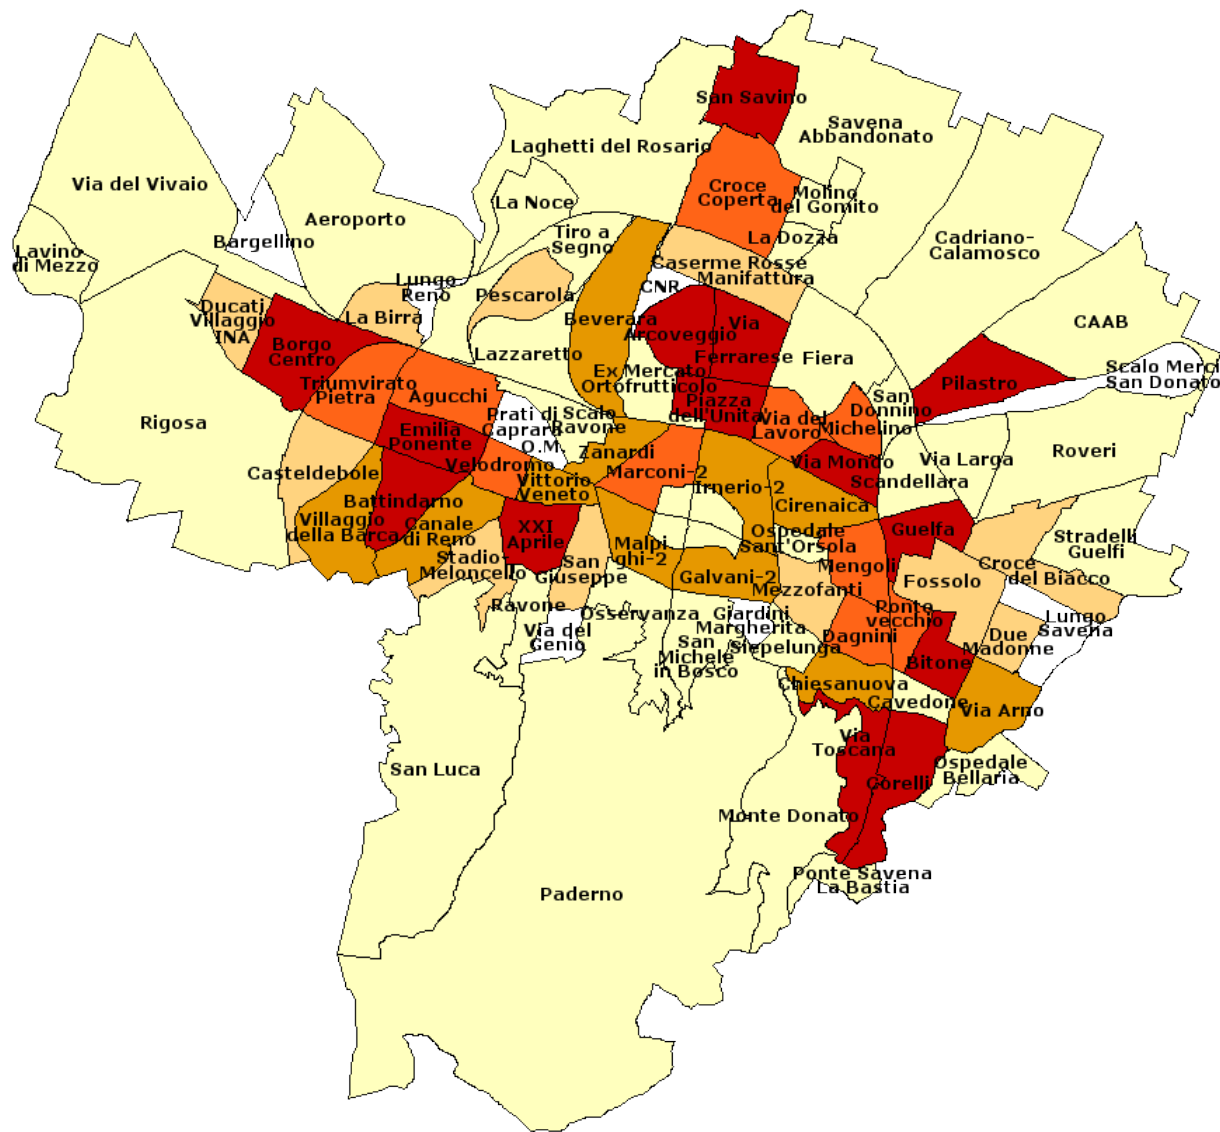 San Savino
Savena
Abbandonato
Laghetti del Rosario
Via del Vivaio
Croce
Coperta
Molino
del Gomito
La Noce
Aeroporto
Tiro a
Segno
La Dozza
Bargellino
Cadriano-
Calamosco
Lavino
di Mezzo
Caserme Rosse
Manifattura
Lungo
Reno
CNR
Pescarola
Ducati
Villaggio
INA
La Birra
Beverara
Arcoveggio
Via
Ferrarese
CAAB
Borgo
Centro
Lazzaretto
Fiera
Scalo Merci
San Donato
Ex Mercato
Ortofrutticolo
Pilastro
Triumvirato
Pietra
Agucchi
Piazza
dell'Unita'
San
Donnino
Prati di
Caprara
O.M.
Scalo
Ravone
Via del
Lavoro
Michelino
Rigosa
Emilia
Ponente
Zanardi
Roveri
Via Larga
Casteldebole
Velodromo
Marconi-2
Via Mondo
Scandellara
Vittorio
Veneto
Irnerio-2
Battindarno
Cirenaica
Villaggio
della Barca
Canale
di Reno
XXI
Aprile
Ospedale
Sant'Orsola
Guelfa
Stradelli
Guelfi
Malpi
ghi-2
Stadio-
Meloncello
San
Giuseppe
Mengoli
Croce
del Biacco
Galvani-2
Mezzofanti
Fossolo
Ravone
Osservanza
Giardini
Margherita
Ponte
vecchio
Lungo
Savena
Via del
Genio
Dagnini
Due
Madonne
San
Michele
in Bosco
Siepelunga
Bitone
Chiesanuova
Cavedone
Via Arno
Via
Toscana
San Luca
Ospedale
Bellaria
Corelli
Monte Donato
Ponte Savena
La Bastia
Paderno